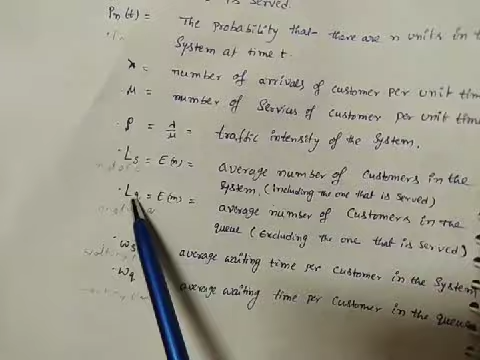 is served.
Pn(t) = The probability that there are n units in t
System at time t.
λ = number of arrivals of customer per unit time
μ = number of Services of customer per unit time
ρ = λ/μ = traffic intensity of the System.
Ls = E(n) = average number of customers in the
System. (Including the one that is served)
Lq = E(m) = average number of Customers in the
queue (Excluding the one that is served)
Ws average waiting time per customer in the System
Wq average waiting time per customer in the queue